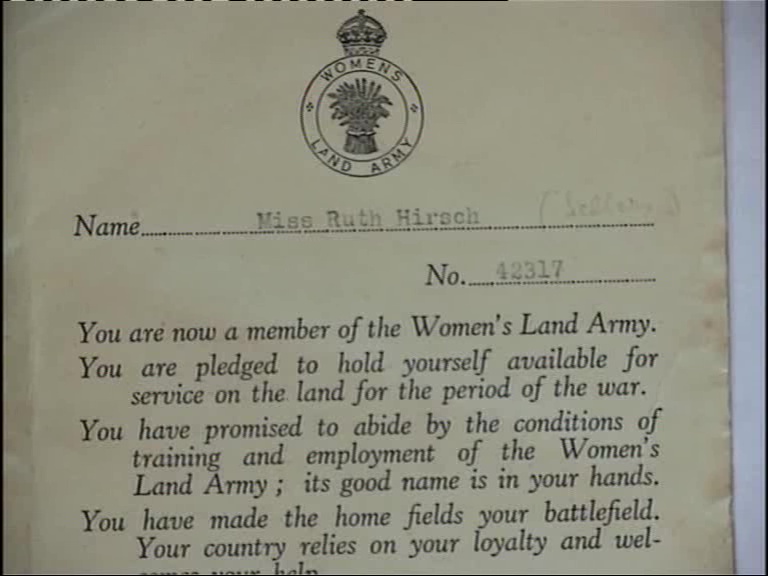 WOMENS
LAND ARMY
Name Miss Ruth Hirsch
No. 42317
You are now a member of the Women's Land Army.
You are pledged to hold yourself available for
service on the land for the period of the war.
You have promised to abide by the conditions of
training and employment of the Women's
Land Army ; its good name is in your hands.
You have made the home fields your battlefield.
Your country relies on your loyalty and wel-
comes your help.